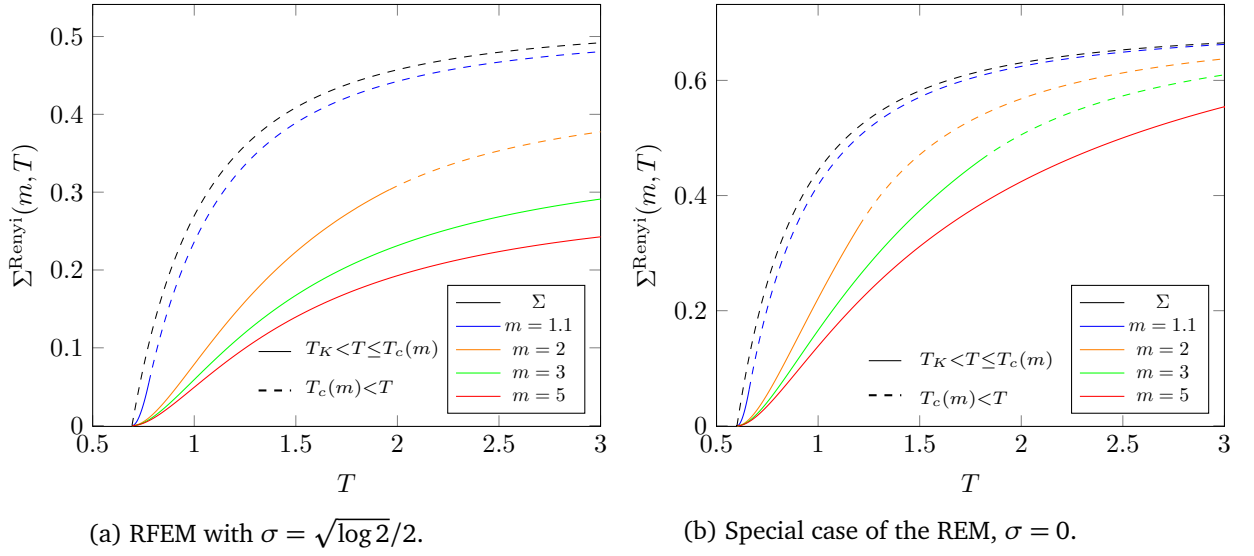 0.5
0.4
0.3
0.2
0.1
0
Σ^Renyi(m, T)
0.5 1 1.5 2 2.5 3
T
T_K<T≤T_c(m)
T_c(m)<T
Σ
m = 1.1
m = 2
m = 3
m = 5
(a) RFEM with σ = √log 2/2.
0.6
0.4
0.2
0
Σ^Renyi(m, T)
0.5 1 1.5 2 2.5 3
T
T_K<T≤T_c(m)
T_c(m)<T
Σ
m = 1.1
m = 2
m = 3
m = 5
(b) Special case of the REM, σ = 0.